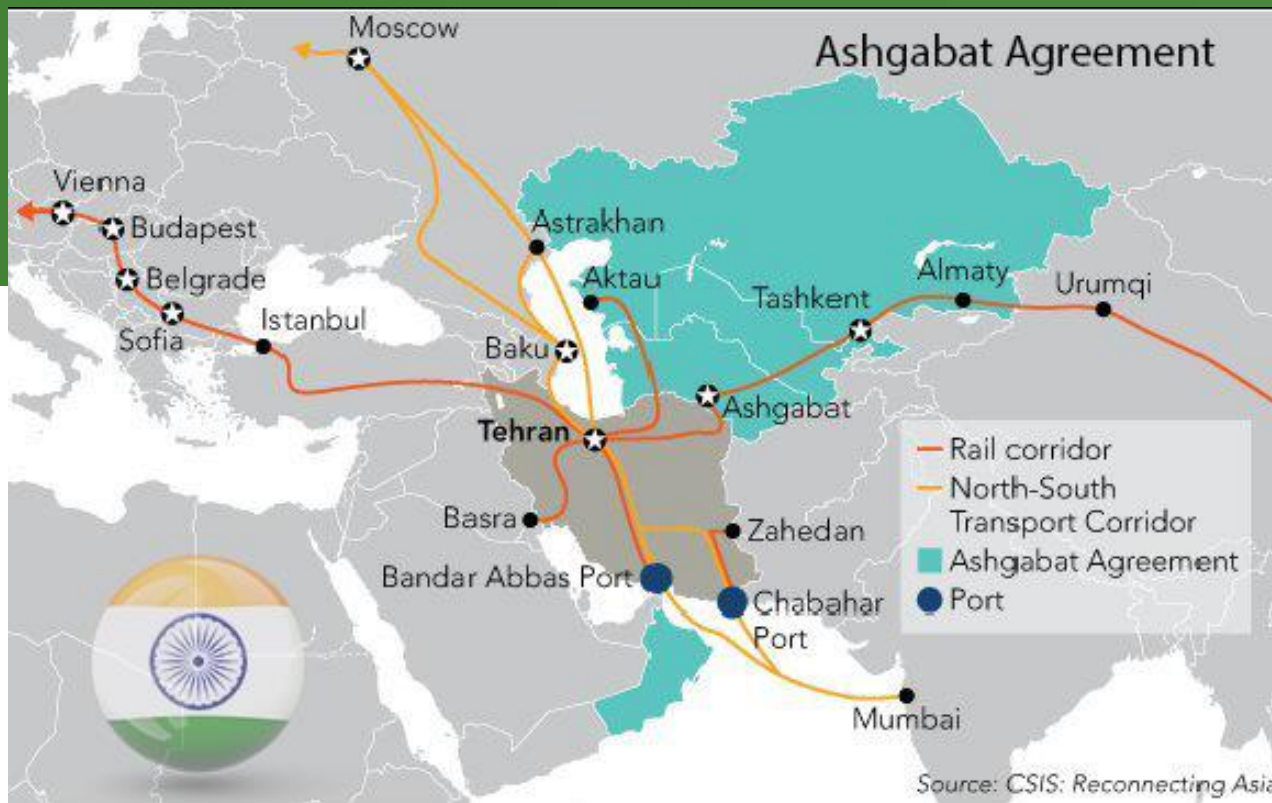 Ashgabat Agreement
Moscow
Vienna
Budapest
Belgrade
Sofia
Istanbul
Astrakhan
Aktau
Baku
Tashkent
Almaty
Urumqi
Ashgabat
Tehran
Basra
Zahedan
Bandar Abbas Port
Chabahar
Port
Mumbai
Rail corridor
North-South
Transport Corridor
Ashgabat Agreement
Port
Source: CSIS: Reconnecting Asia